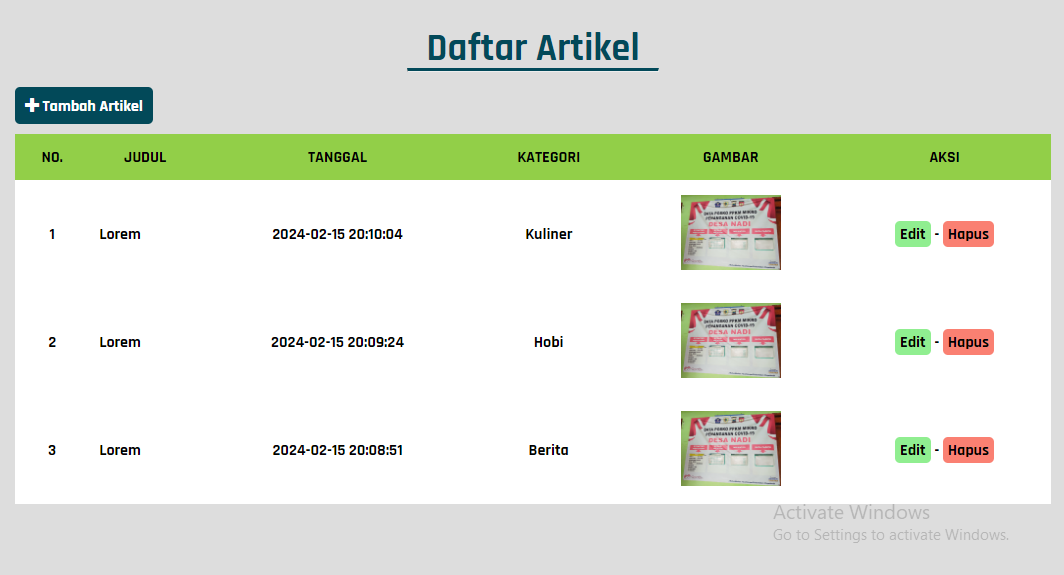 Daftar Artikel
Tambah Artikel
NO. JUDUL TANGGAL KATEGORI GAMBAR AKSI
1 Lorem 2024-02-15 20:10:04 Kuliner Edit - Hapus
DESA NADI
2 Lorem 2024-02-15 20:09:24 Hobi Edit - Hapus
DESA NADI
3 Lorem 2024-02-15 20:08:51 Berita Edit - Hapus
DESA NADI
Activate Windows
Go to Settings to activate Windows.